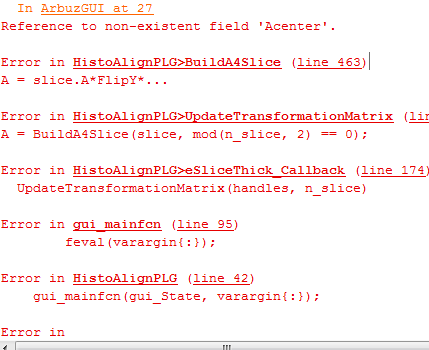 In ArbuzGUI at 27
Reference to non-existent field 'Acenter'.
Error in HistoAlignPLG>BuildA4Slice (line 463)
A = slice.A*FlipY*...
Error in HistoAlignPLG>UpdateTransformationMatrix (lin
A = BuildA4Slice(slice, mod(n_slice, 2) == 0);
Error in HistoAlignPLG>eSliceThick_Callback (line 174)
UpdateTransformationMatrix(handles, n_slice)
Error in gui_mainfcn (line 95)
feval(varargin{:});
Error in HistoAlignPLG (line 42)
gui_mainfcn(gui_State, varargin{:});
Error in